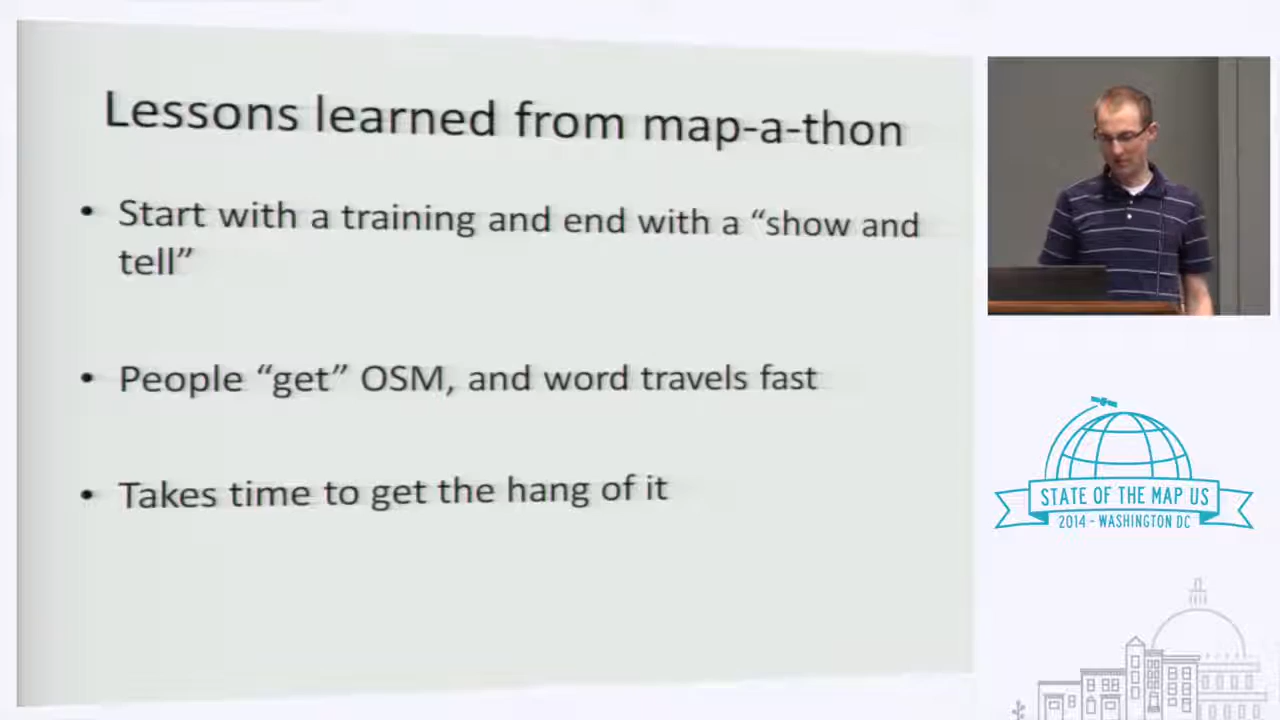 Lessons learned from map-a-thon
• Start with a training and end with a “show and
tell”
• People “get” OSM, and word travels fast
• Takes time to get the hang of it
STATE OF THE MAP US
2014 - WASHINGTON DC